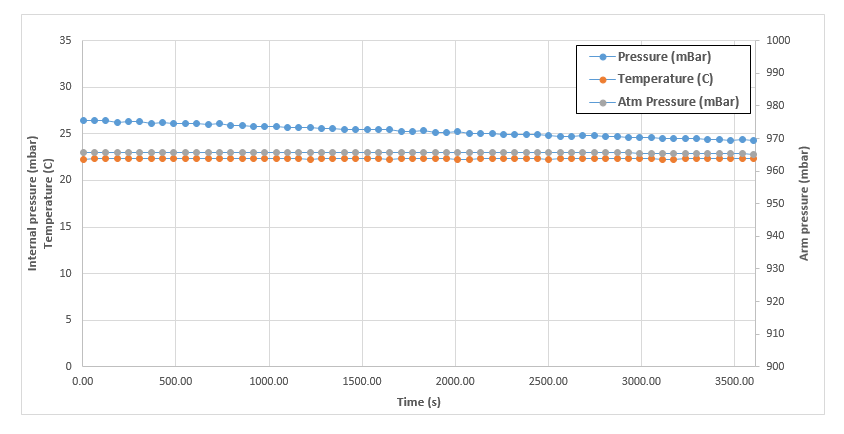 35
30
25
20
15
10
5
0
Internal pressure (mbar)
Temperature (C)
1000
990
980
970
960
950
940
930
920
910
900
Arm pressure (mbar)
Pressure (mBar)
Temperature (C)
Atm Pressure (mBar)
0.00 500.00 1000.00 1500.00 2000.00 2500.00 3000.00 3500.00
Time (s)